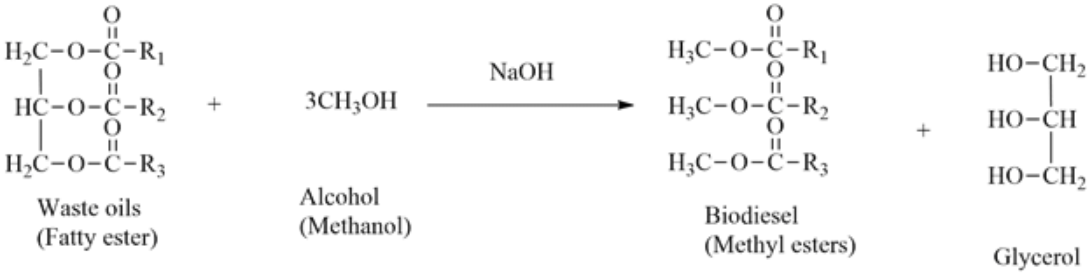 O
H₂C-O-C-R₁
O
HC-O-C-R₂
O
H₂C-O-C-R₃
Waste oils
(Fatty ester)
+
3CH₃OH
Alcohol
(Methanol)
NaOH
O
H₃C-O-C-R₁
O
H₃C-O-C-R₂
O
H₃C-O-C-R₃
Biodiesel
(Methyl esters)
+
HO-CH₂
HO-CH
HO-CH₂
Glycerol